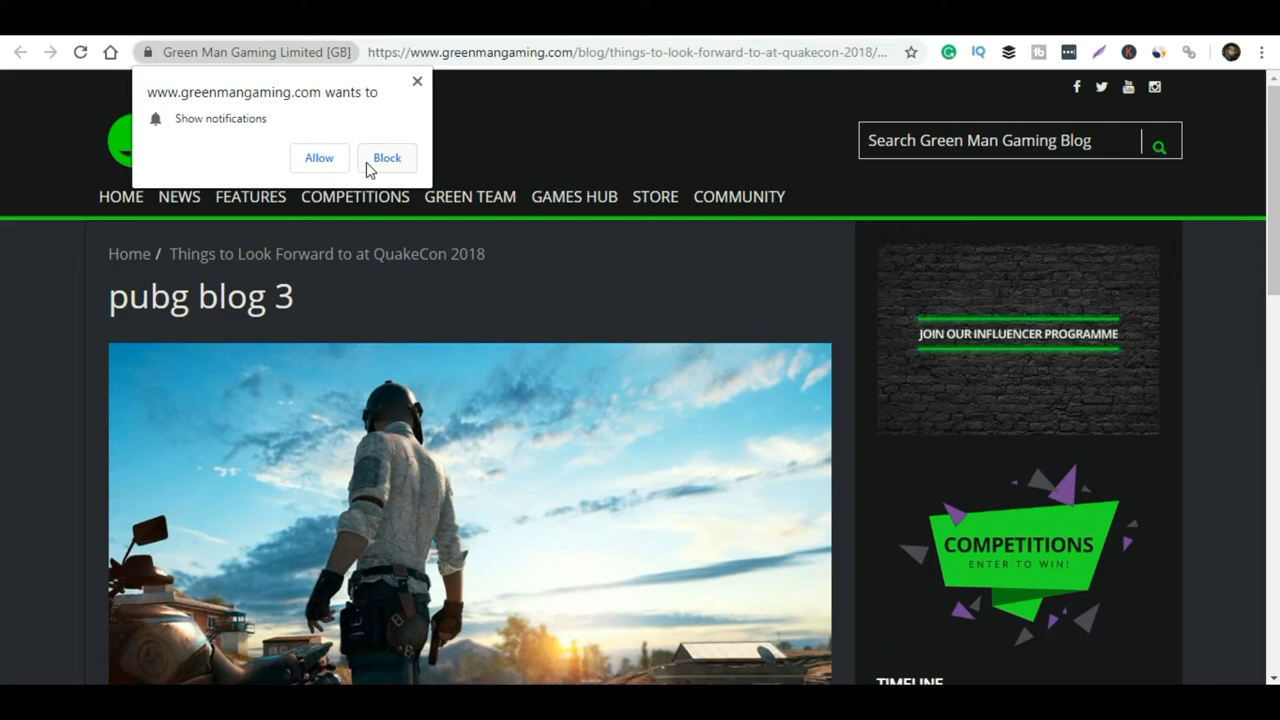 Green Man Gaming Limited [GB]
https://www.greenmangaming.com/blog/things-to-look-forward-to-at-quakecon-2018/...
www.greenmangaming.com wants to
Show notifications
Allow
Block
Search Green Man Gaming Blog
HOME NEWS FEATURES COMPETITIONS GREEN TEAM GAMES HUB STORE COMMUNITY
Home / Things to Look Forward to at QuakeCon 2018
pubg blog 3
JOIN OUR INFLUENCER PROGRAMME
COMPETITIONS
ENTER TO WIN!
TIMELINE